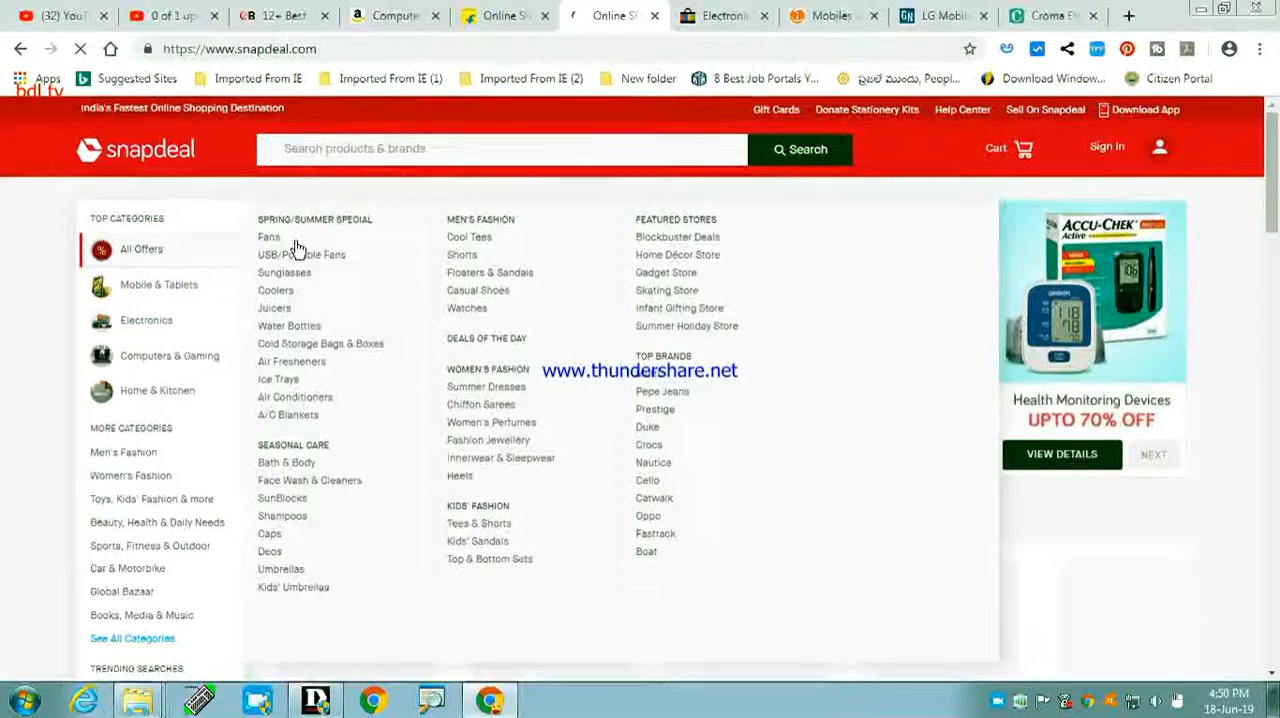 (32) YouT
0 of 1 up
12+ Best
Compute
Online S
Online Sh
Electroni
Mobiles
LG Mobil
Croma El
https://www.snapdeal.com
Apps
Suggested Sites
Imported From IE
Imported From IE (1)
Imported From IE (2)
New folder
8 Best Job Portals Y...
ప్రజల ముందు, Peopl...
Download Window...
Citizen Portal
bdl.tv
India's Fastest Online Shopping Destination
Gift Cards
Donate Stationery Kits
Help Center
Sell On Snapdeal
Download App
snapdeal
Search products & brands
Search
Cart
Sign In
TOP CATEGORIES
All Offers
Mobile & Tablets
Electronics
Computers & Gaming
Home & Kitchen
MORE CATEGORIES
Men's Fashion
Women's Fashion
Toys, Kids' Fashion & more
Beauty, Health & Daily Needs
Sports, Fitness & Outdoor
Car & Motorbike
Global Bazaar
Books, Media & Music
See All Categories
TRENDING SEARCHES
SPRING/SUMMER SPECIAL
Fans
USB/Portable Fans
Sunglasses
Coolers
Juicers
Water Bottles
Cold Storage Bags & Boxes
Air Fresheners
Ice Trays
Air Conditioners
A/C Blankets
SEASONAL CARE
Bath & Body
Face Wash & Cleaners
SunBlocks
Shampoos
Caps
Deos
Umbrellas
Kids' Umbrellas
MEN'S FASHION
Cool Tees
Shorts
Floaters & Sandals
Casual Shoes
Watches
DEALS OF THE DAY
WOMEN'S FASHION
Summer Dresses
Chiffon Sarees
Women's Perfumes
Fashion Jewellery
Innerwear & Sleepwear
Heels
KIDS' FASHION
Tees & Shorts
Kids' Sandals
Top & Bottom Sets
FEATURED STORES
Blockbuster Deals
Home Décor Store
Gadget Store
Skating Store
Infant Gifting Store
Summer Holiday Store
TOP BRANDS
www.thundershare.net
Pepe Jeans
Prestige
Duke
Crocs
Nautica
Cello
Catwalk
Oppo
Fastrack
Boat
ACCU-CHEK
Active
OMRON
Health Monitoring Devices
UPTO 70% OFF
VIEW DETAILS
NEXT
4:50 PM
18-Jun-19